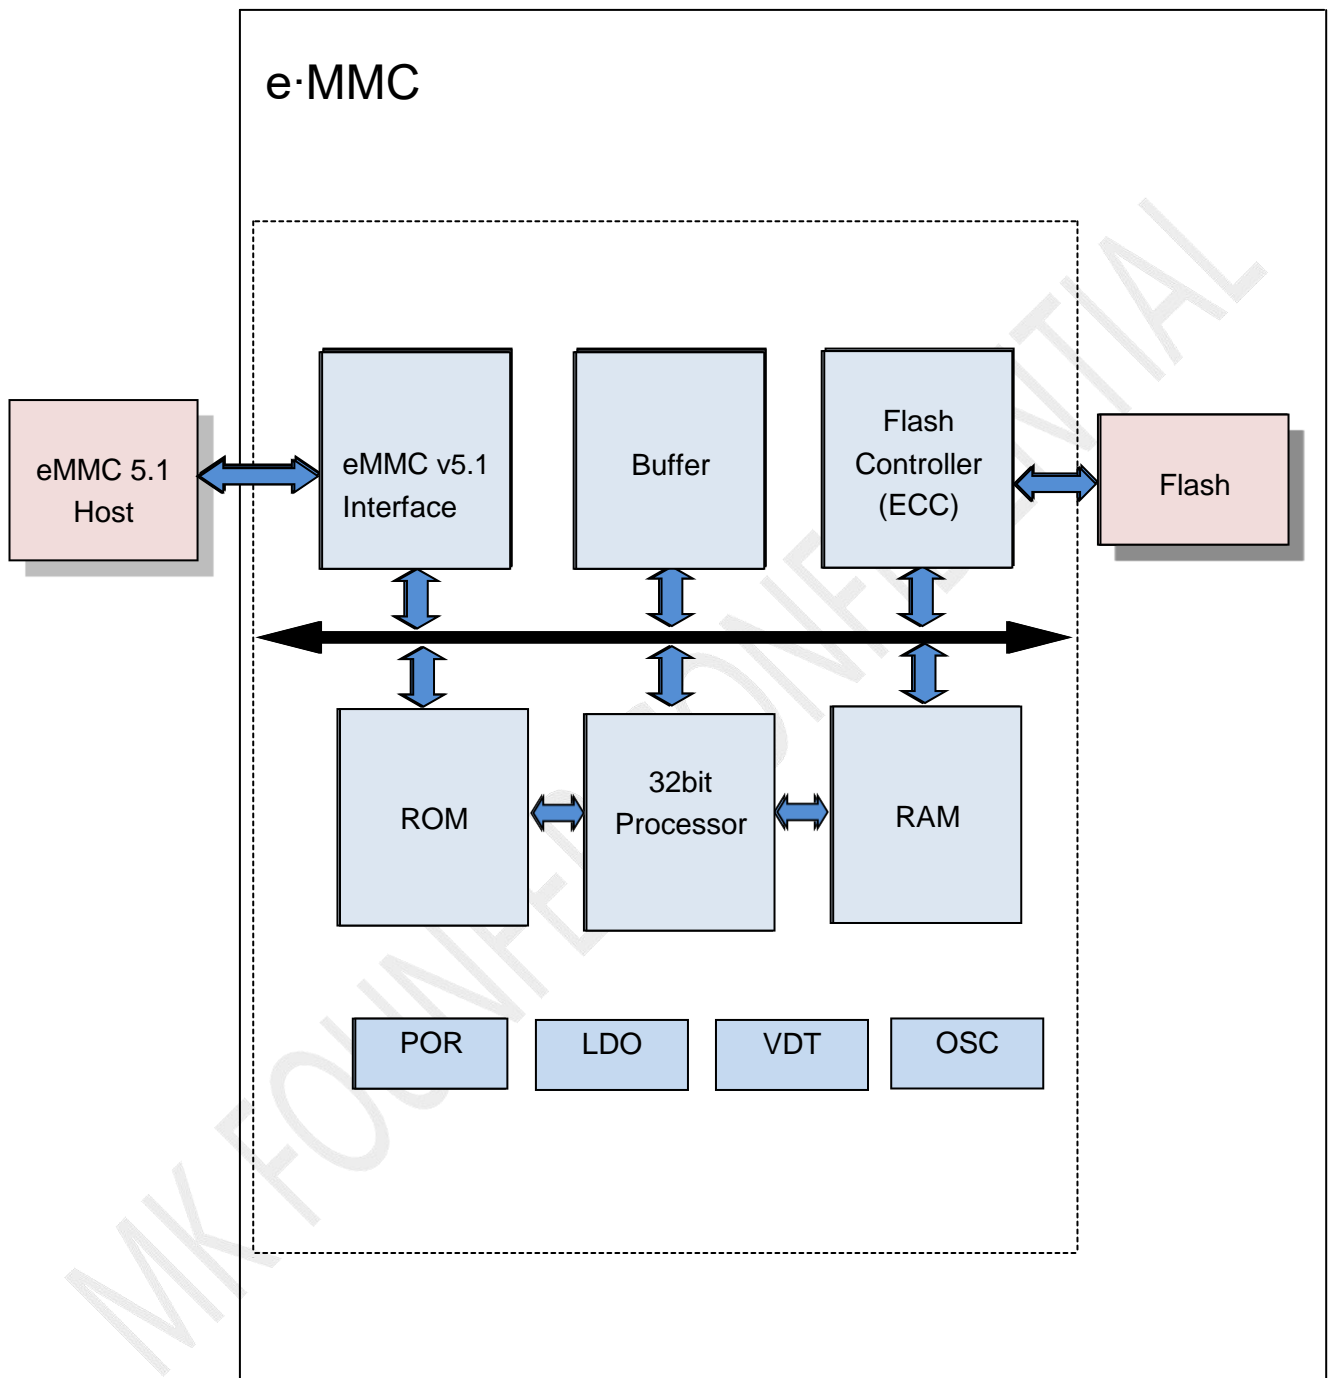 e·MMC
eMMC 5.1
Host
eMMC v5.1
Interface
Buffer
Flash
Controller
(ECC)
Flash
ROM
32bit
Processor
RAM
POR
LDO
VDT
OSC
MK FOUNDER CONFIDENTIAL